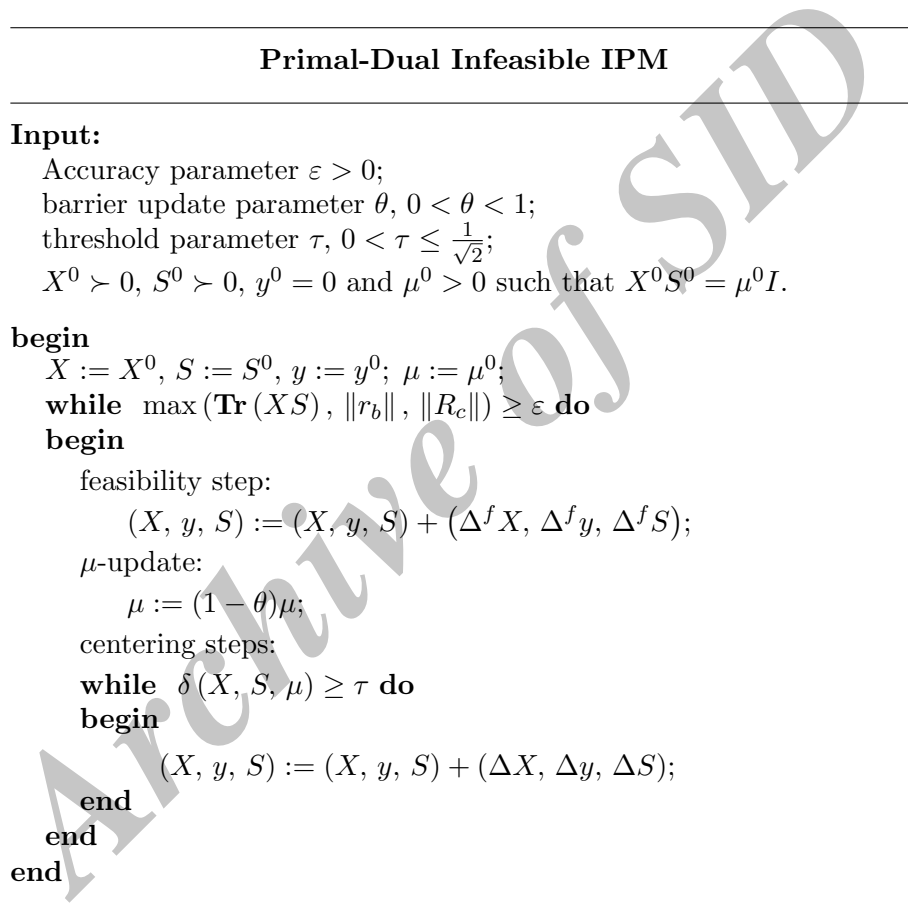 Primal-Dual Infeasible IPM
Input:
Accuracy parameter ε > 0;
barrier update parameter θ, 0 < θ < 1;
threshold parameter τ, 0 < τ ≤ 1/√2;
X⁰ ≻ 0, S⁰ ≻ 0, y⁰ = 0 and μ⁰ > 0 such that X⁰S⁰ = μ⁰I.
begin
X := X⁰, S := S⁰, y := y⁰; μ := μ⁰;
while max (Tr (XS) , ‖r_b‖ , ‖R_c‖) ≥ ε do
begin
feasibility step:
(X, y, S) := (X, y, S) + (Δ^f X, Δ^f y, Δ^f S);
μ-update:
μ := (1 − θ)μ;
centering steps:
while δ (X, S, μ) ≥ τ do
begin
(X, y, S) := (X, y, S) + (ΔX, Δy, ΔS);
end
end
end
Archive of SID